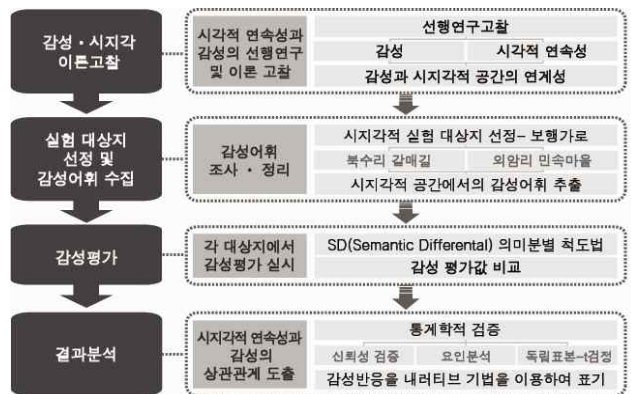 감성·시지각
이론고찰
시각적 연속성과
감성의 선행연구
및 이론 고찰
선행연구고찰
감성
시각적 연속성
감성과 시지각적 공간의 연계성
실험 대상지
선정 및
감성어휘 수집
감성어휘
조사 · 정리
시지각적 실험 대상지 선정- 보행가로
북수리 갈매길
외암리 민속마을
시지각적 공간에서의 감성어휘 추출
감성평가
각 대상지에서
감성평가 실시
SD(Semantic Differential) 의미분별 척도법
감성 평가값 비교
결과분석
시지각적 연속성과
감성의
상관관계 도출
통계학적 검증
신뢰성 검증
요인분석
독립표본-t검정
감성반응을 내러티브 기법을 이용하여 표기